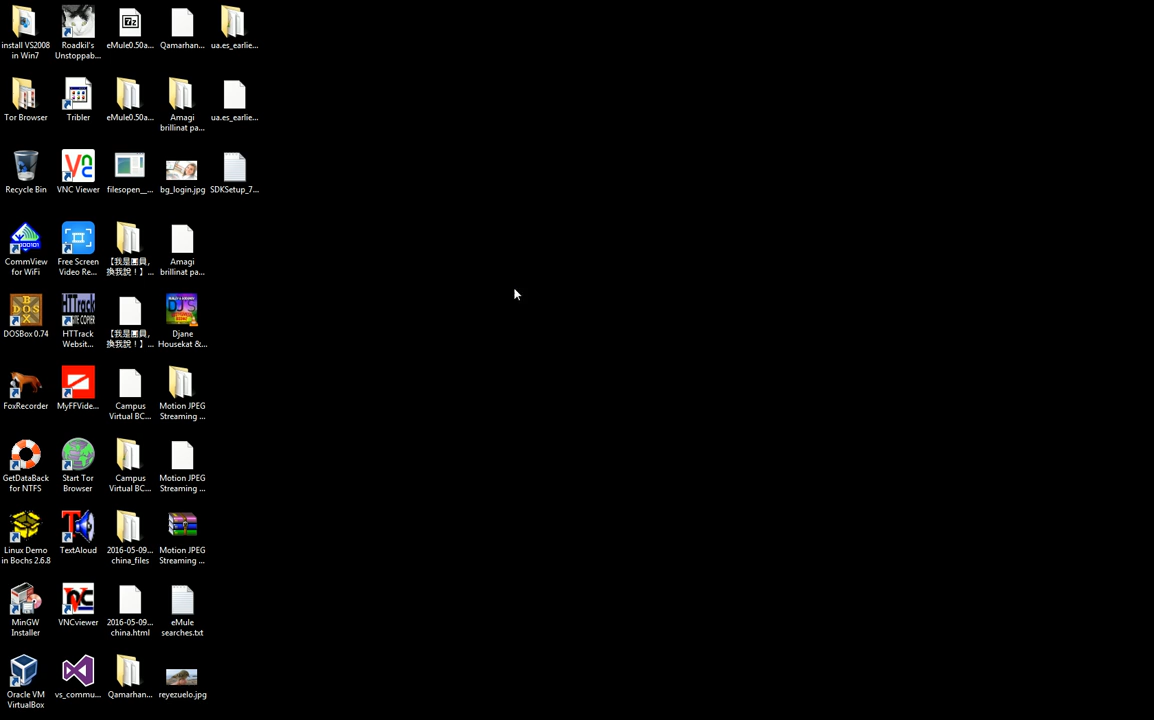 install VS2008
in Win7
Roadkil's
Unstoppab...
eMule0.50a...
Qamarhan...
ua.es_earlie...
Tor Browser
Tribler
eMule0.50a...
Amagi
brillinat pa...
ua.es_earlie...
Recycle Bin
VNC Viewer
filesopen__...
bg_login.jpg
SDKSetup_7...
CommView
for WiFi
Free Screen
Video Re...
【我是團員,
換我說!】...
Amagi
brillinat pa...
DOSBox 0.74
HTTrack
Websit...
【我是團員,
換我說!】...
Djane
Housekat &...
FoxRecorder
MyFFVide...
Campus
Virtual BC...
Motion JPEG
Streaming ...
GetDataBack
for NTFS
Start Tor
Browser
Campus
Virtual BC...
Motion JPEG
Streaming ...
Linux Demo
in Bochs 2.6.8
TextAloud
2016-05-09...
china_files
Motion JPEG
Streaming ...
MinGW
Installer
VNCviewer
2016-05-09...
china.html
eMule
searches.txt
Oracle VM
VirtualBox
vs_commu...
Qamarhan...
reyezuelo.jpg